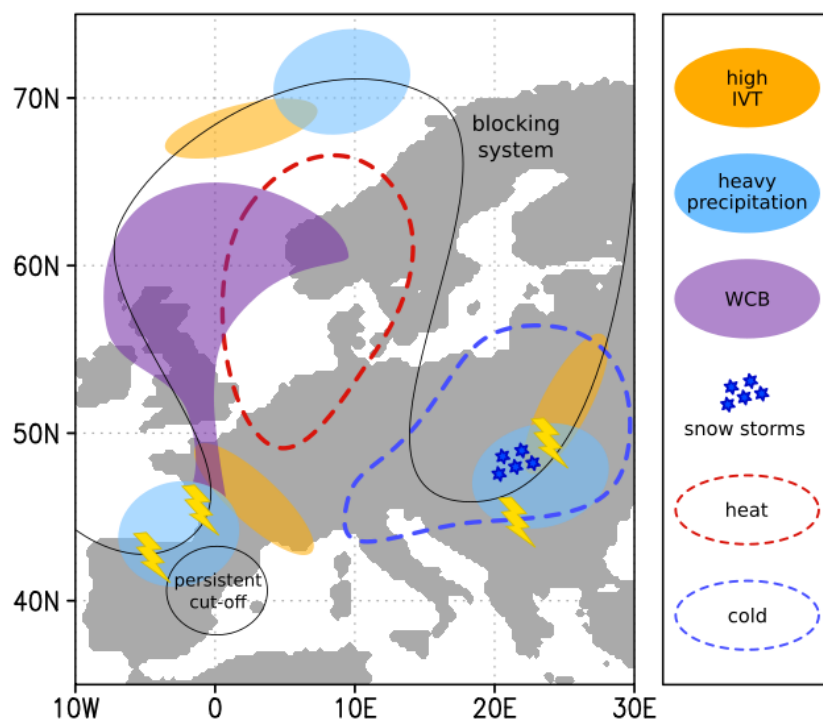 70N
60N
50N
40N
10W
0
10E
20E
30E
blocking
system
persistent
cut-off
high
IVT
heavy
precipitation
WCB
snow storms
heat
cold